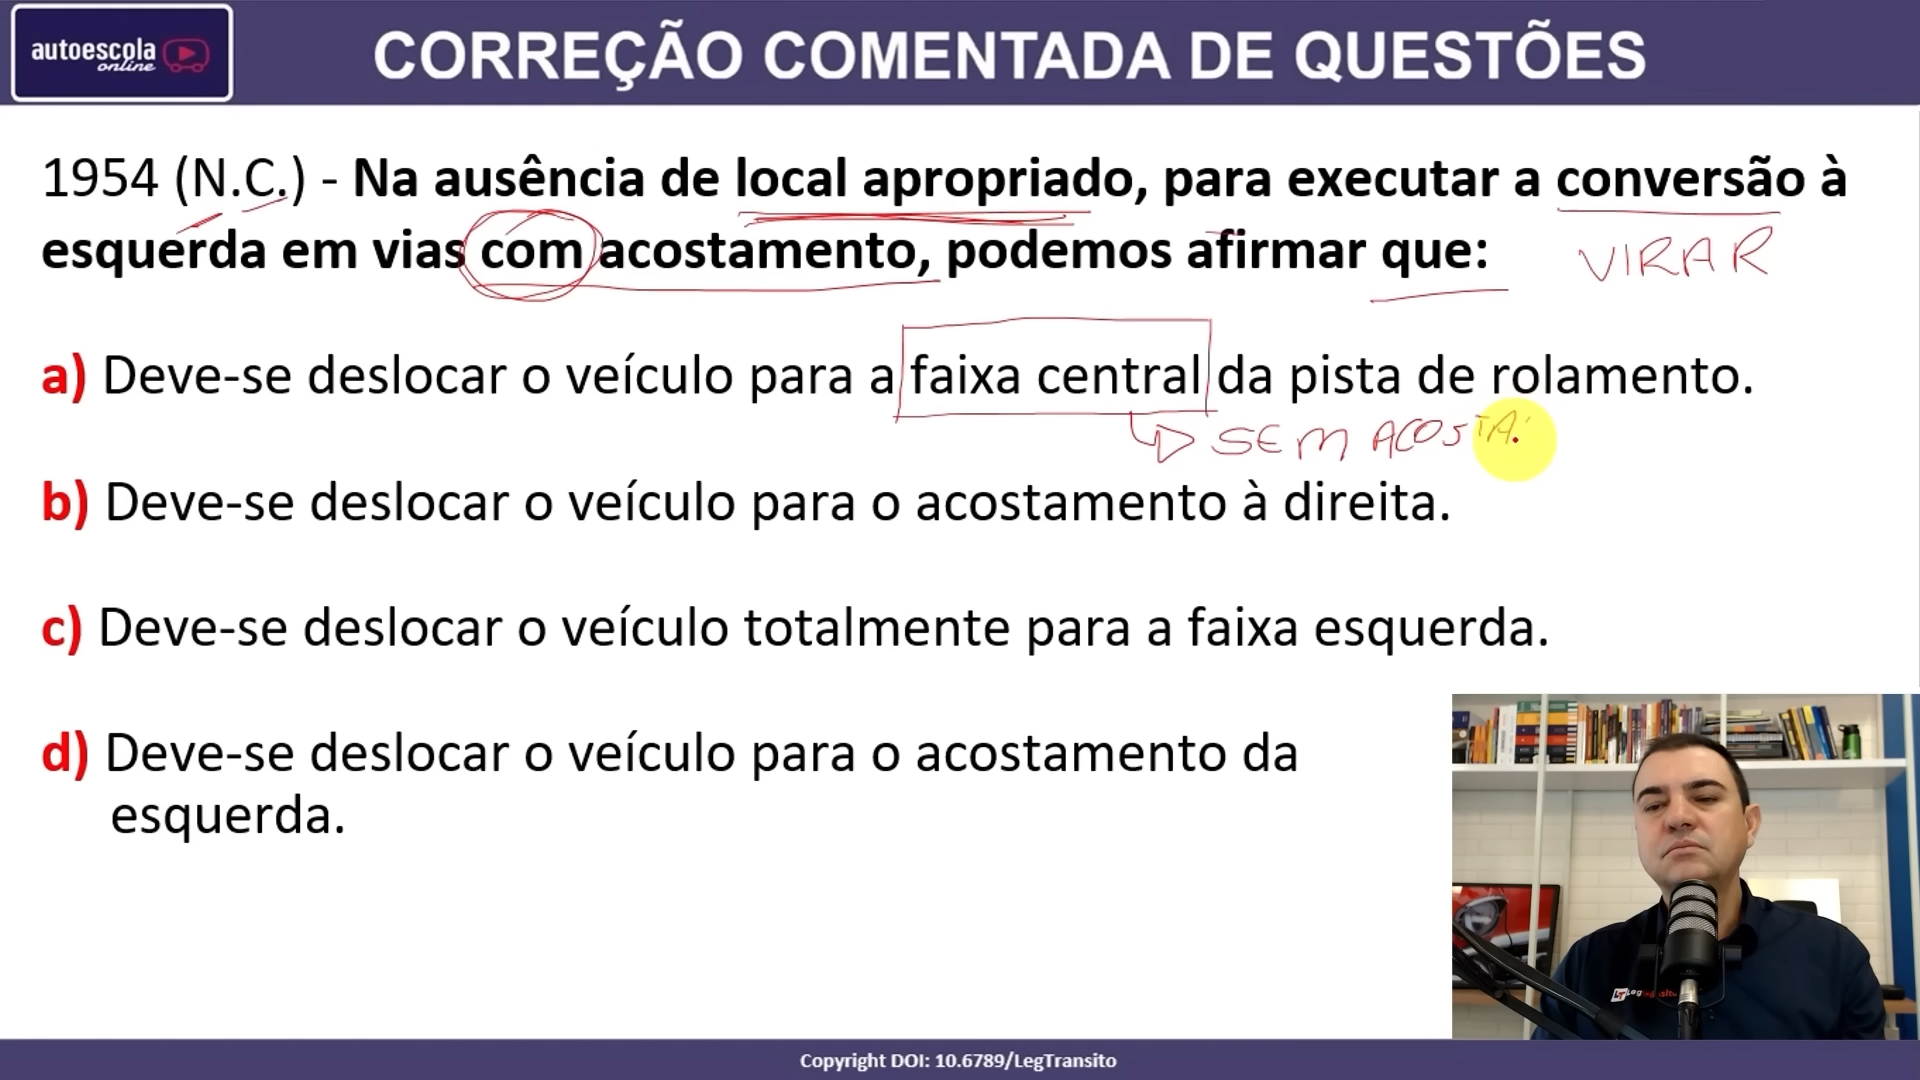 autoescola
online
CORREÇÃO COMENTADA DE QUESTÕES
1954 (N.C.) - Na ausência de local apropriado, para executar a conversão à
esquerda em vias com acostamento, podemos afirmar que:
VIRAR
a) Deve-se deslocar o veículo para a faixa central da pista de rolamento.
SEM ACOSTA
b) Deve-se deslocar o veículo para o acostamento à direita.
c) Deve-se deslocar o veículo totalmente para a faixa esquerda.
d) Deve-se deslocar o veículo para o acostamento da
esquerda.
LT LegTransito
Copyright DOI: 10.6789/LegTransito